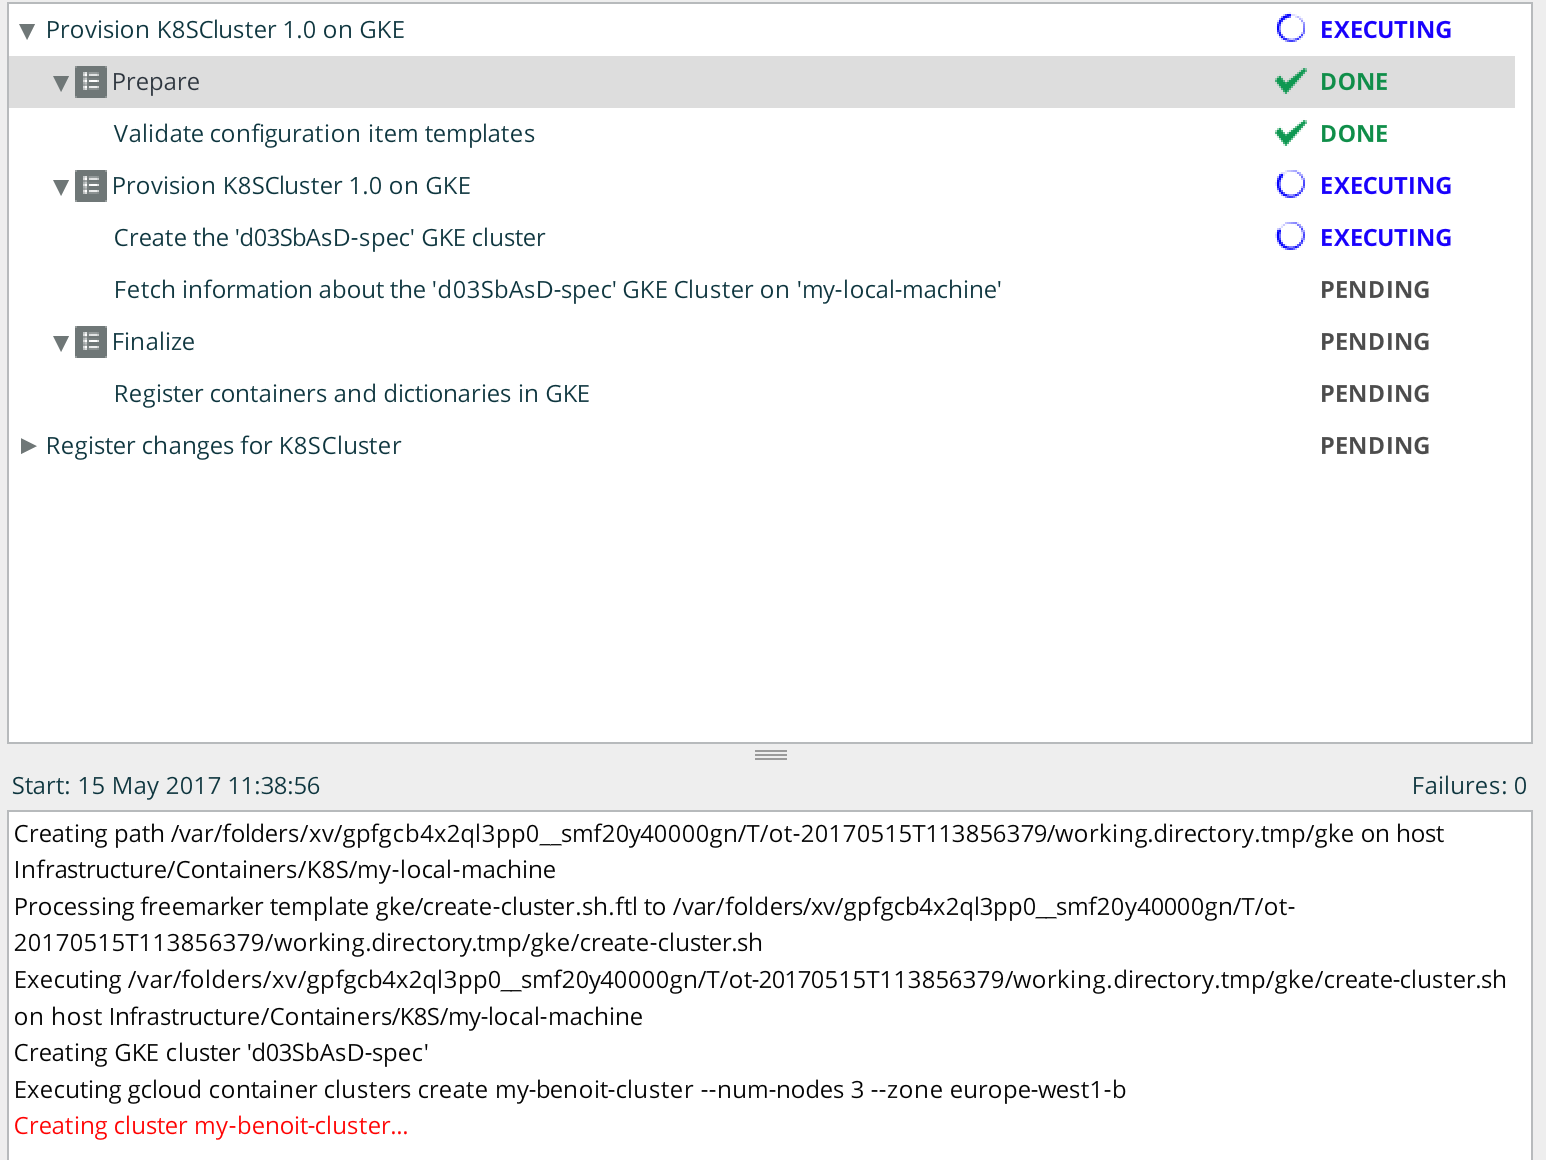 Provision K8SCluster 1.0 on GKE EXECUTING
Prepare DONE
Validate configuration item templates DONE
Provision K8SCluster 1.0 on GKE EXECUTING
Create the 'd03SbAsD-spec' GKE cluster EXECUTING
Fetch information about the 'd03SbAsD-spec' GKE Cluster on 'my-local-machine' PENDING
Finalize PENDING
Register containers and dictionaries in GKE PENDING
Register changes for K8SCluster PENDING
Start: 15 May 2017 11:38:56 Failures: 0
Creating path /var/folders/xv/gpfgcb4x2ql3pp0__smf20y40000gn/T/ot-20170515T113856379/working.directory.tmp/gke on host
Infrastructure/Containers/K8S/my-local-machine
Processing freemarker template gke/create-cluster.sh.ftl to /var/folders/xv/gpfgcb4x2ql3pp0__smf20y40000gn/T/ot-
20170515T113856379/working.directory.tmp/gke/create-cluster.sh
Executing /var/folders/xv/gpfgcb4x2ql3pp0__smf20y40000gn/T/ot-20170515T113856379/working.directory.tmp/gke/create-cluster.sh
on host Infrastructure/Containers/K8S/my-local-machine
Creating GKE cluster 'd03SbAsD-spec'
Executing gcloud container clusters create my-benoit-cluster --num-nodes 3 --zone europe-west1-b
Creating cluster my-benoit-cluster...